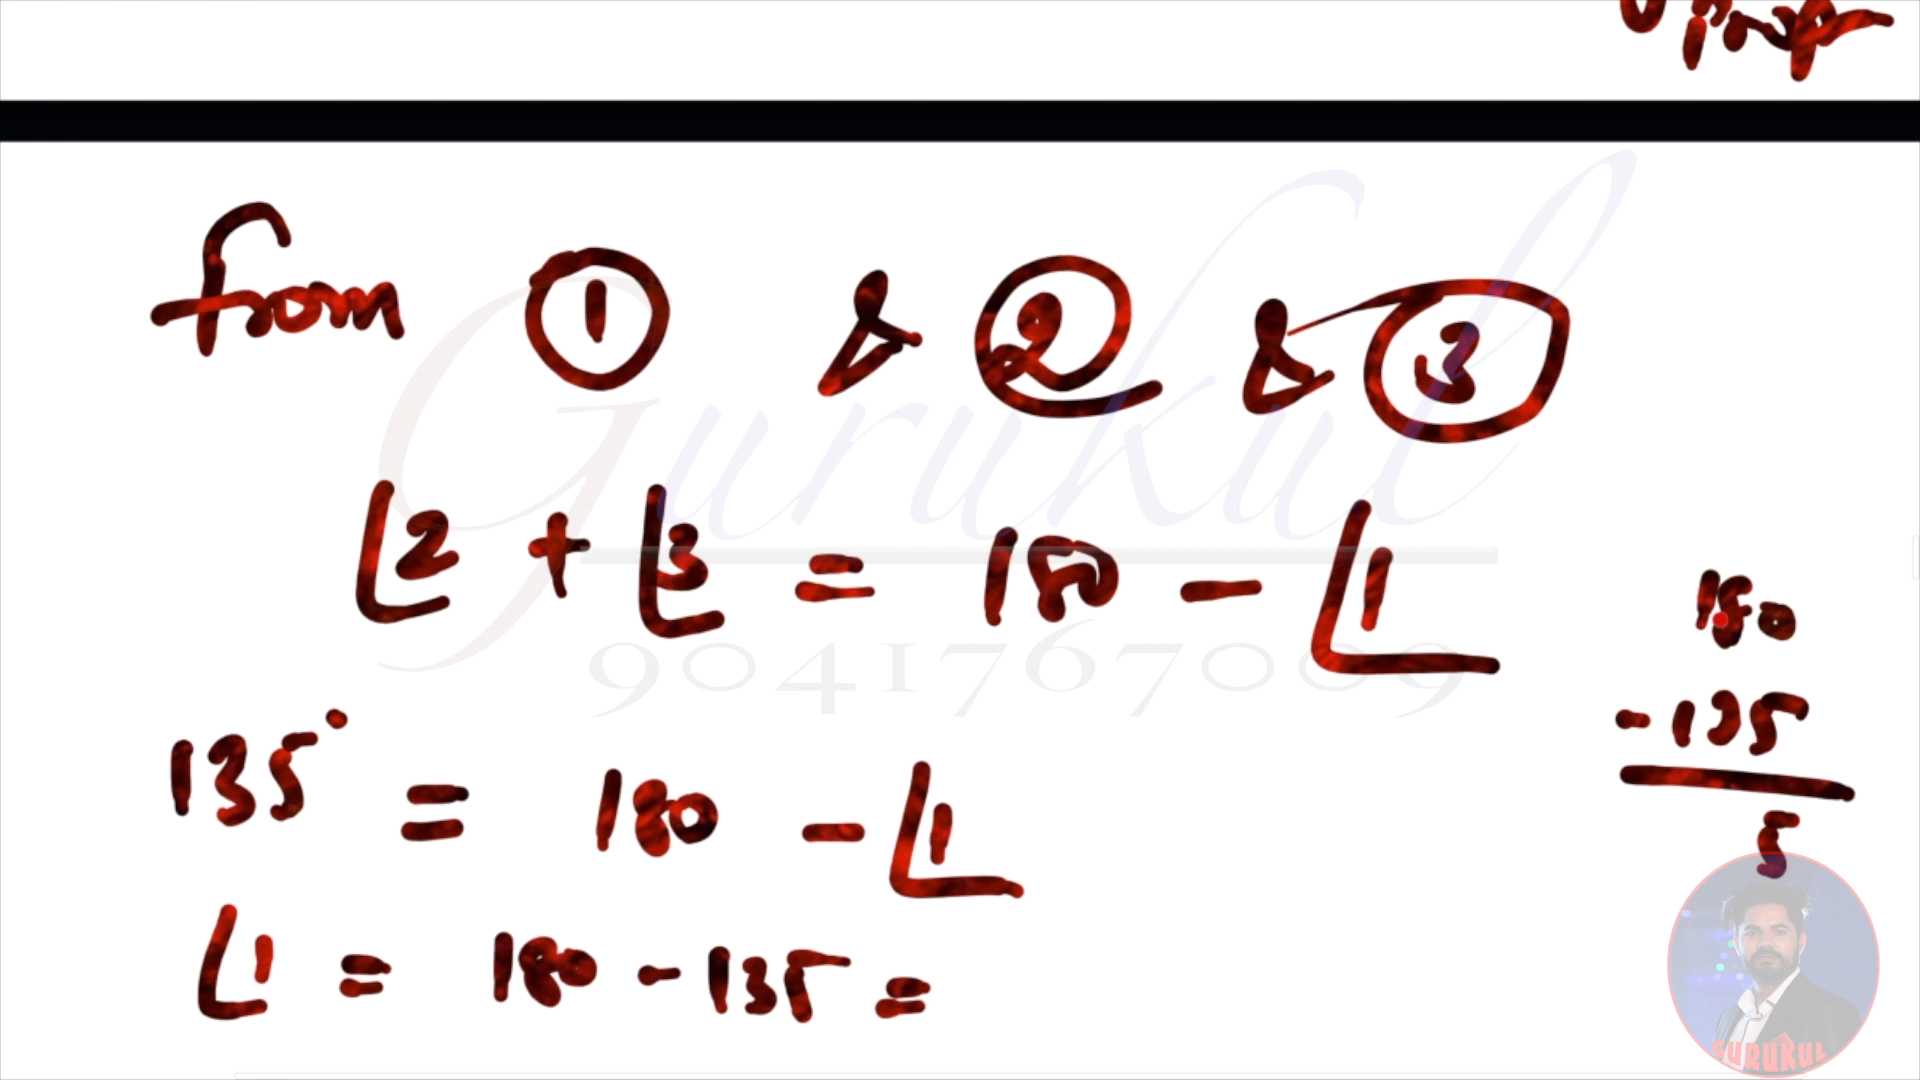 from ① & ② & ③
∠2 + ∠3 = 180 - ∠1
135° = 180 - ∠1
∠1 = 180 - 135 =
180
- 135
5
Gurukul
9041767009
GURUKUL